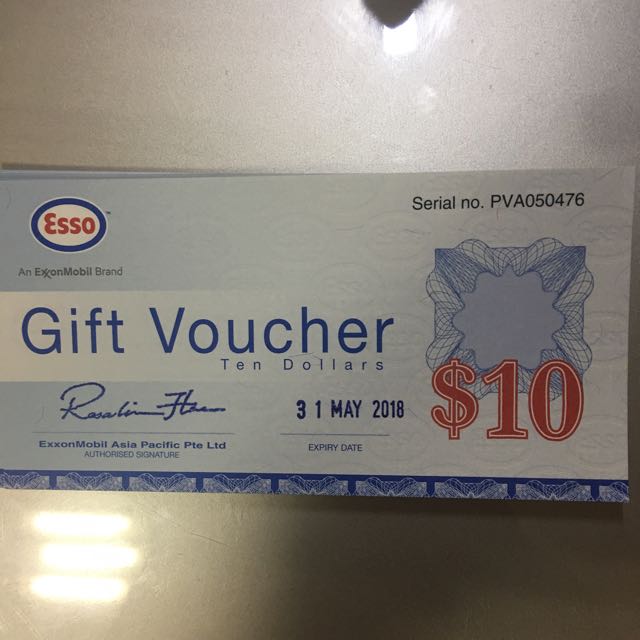 Esso
An ExxonMobil Brand
Serial no. PVA050476
Gift Voucher
Ten Dollars
$10
31 MAY 2018
ExxonMobil Asia Pacific Pte Ltd
AUTHORISED SIGNATURE
EXPIRY DATE